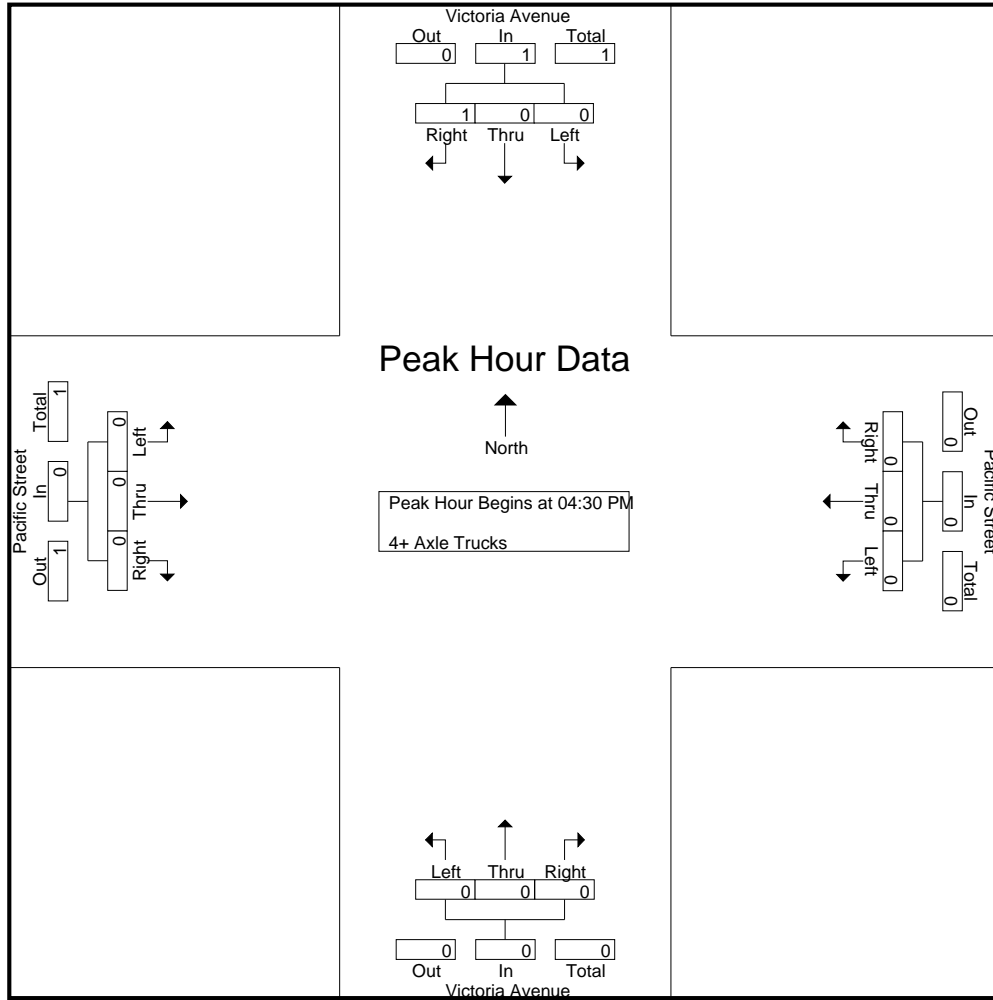 Victoria Avenue
Out In Total
0 1 1
1 0 0
Right Thru Left
Peak Hour Data
North
Peak Hour Begins at 04:30 PM
4+ Axle Trucks
Pacific Street
Out In Total
1 0 1
Right Thru Left
0 0 0
Pacific Street
Out In Total
0 0 0
Right Thru Left
0 0 0
Left Thru Right
0 0 0
0 0 0
Out In Total
Victoria Avenue